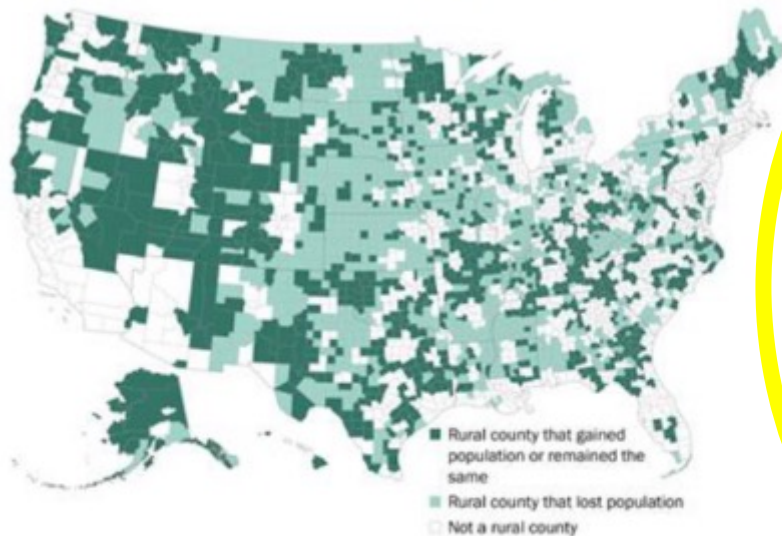 Rural county that gained
population or remained the
same
Rural county that lost population
Not a rural county